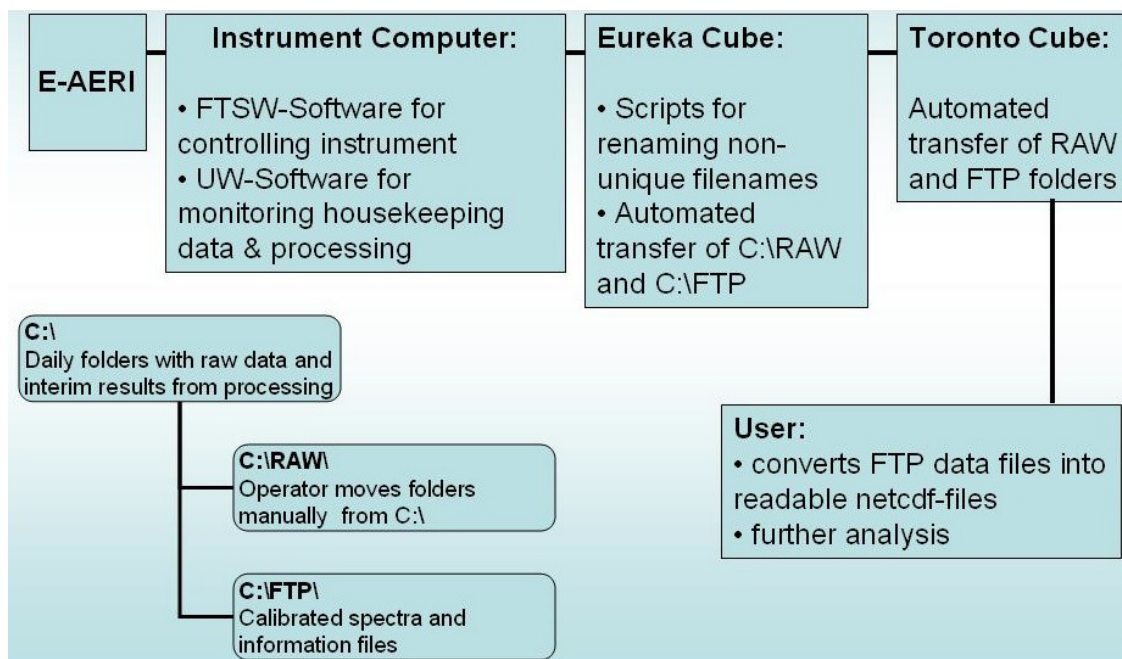 E-AERI
Instrument Computer:
• FTSW-Software for
controlling instrument
• UW-Software for
monitoring housekeeping
data & processing
Eureka Cube:
• Scripts for
renaming non-
unique filenames
• Automated
transfer of C:\RAW
and C:\FTP
Toronto Cube:
Automated
transfer of RAW
and FTP folders
C:\
Daily folders with raw data and
interim results from processing
C:\RAW\
Operator moves folders
manually from C:\
C:\FTP\
Calibrated spectra and
information files
User:
• converts FTP data files into
readable netcdf-files
• further analysis